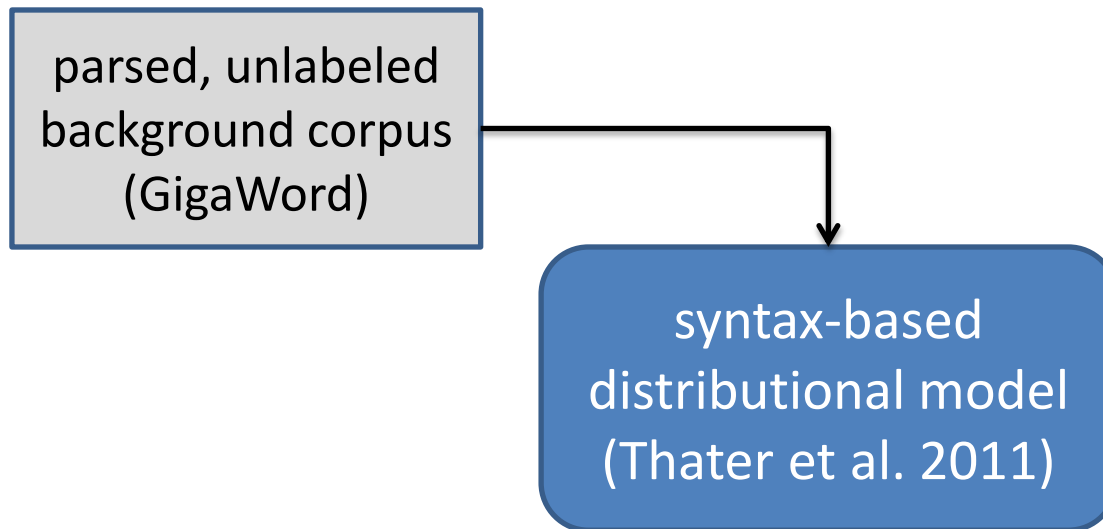 parsed, unlabeled
background corpus
(GigaWord)
syntax-based
distributional model
(Thater et al. 2011)